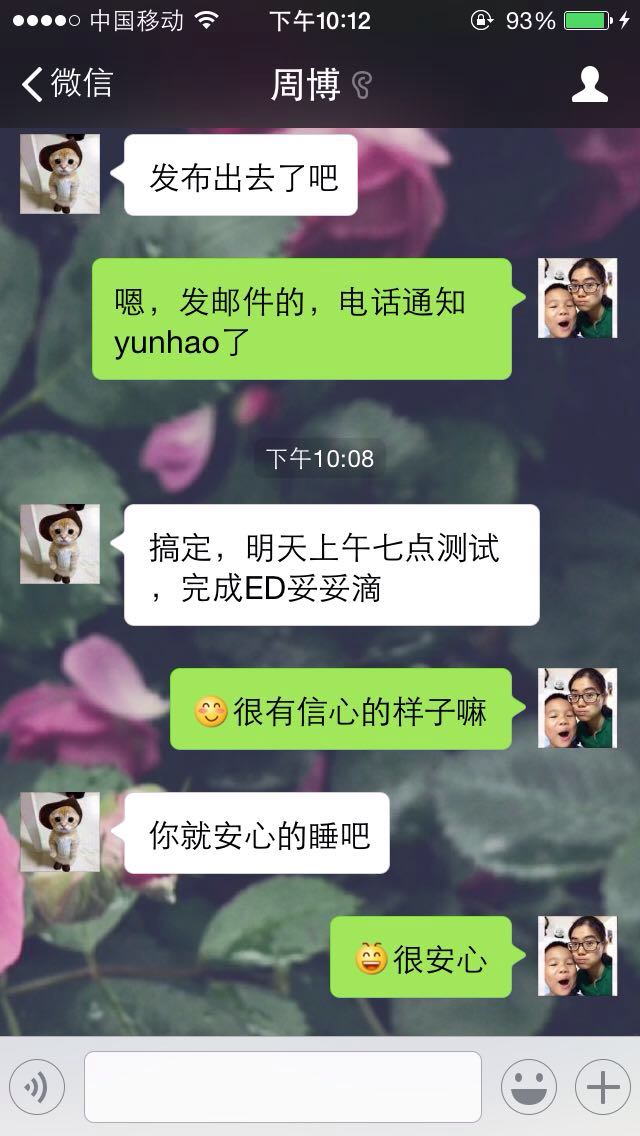 中国移动 下午10:12 93%
微信 周博
发布出去了吧
嗯，发邮件的，电话通知
yunhao了
下午10:08
搞定，明天上午七点测试
，完成ED妥妥滴
很有信心的样子嘛
你就安心的睡吧
很安心